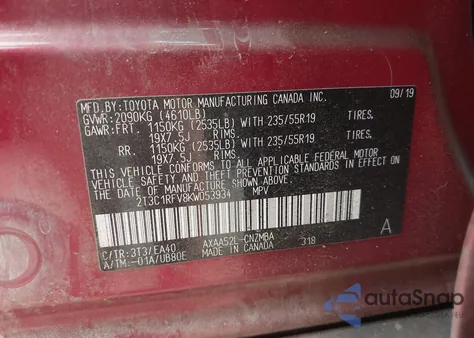 MFD.BY:TOYOTA MOTOR MANUFACTURING CANADA INC. 09/19
GVWR:2090KG (4610LB)
GAWR:FRT. 1150KG (2535LB) WITH 235/55R19 TIRES,
19X7.5J RIMS,
RR. 1150KG (2535LB) WITH 235/55R19 TIRES,
19X7.5J RIMS,
THIS VEHICLE CONFORMS TO ALL APPLICABLE FEDERAL MOTOR
VEHICLE SAFETY AND THEFT PREVENTION STANDARDS IN EFFECT
ON THE DATE OF MANUFACTURE SHOWN ABOVE.
2T3C1RFV8KW053934 MPV
C/TR:3T3/EA40 AXAA52L-CNZMBA 318 A
A/TM:-01A/UB80E MADE IN CANADA
autaSnap